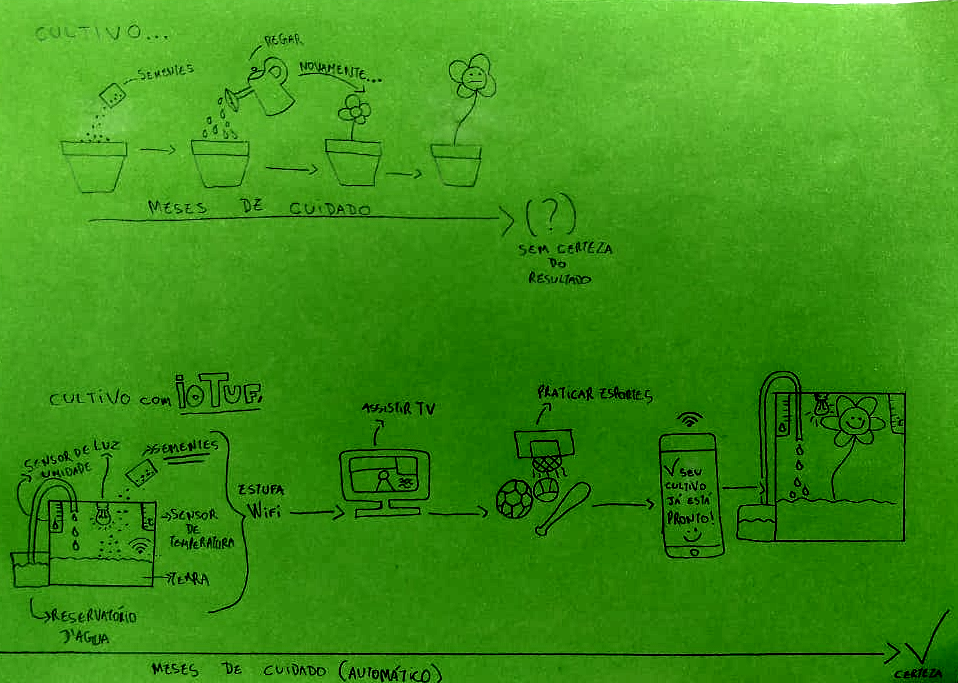 CULTIVO...
SEMENTES
REGAR
NOVAMENTE...
MESES DE CUIDADO
(?)
SEM CERTEZA
DO
RESULTADO
CULTIVO com ioTUF,
SENSOR DE LUZ
UMIDADE
SEMENTES
SENSOR
DE
TEMPERATURA
TERRA
RESERVATÓRIO
D'AGUA
ESTUFA
WiFi
ASSISTIR TV
PRATICAR ESPORTES
✓ SEU
CULTIVO
JÁ ESTÁ
PRONTO!
MESES DE CUIDADO (AUTOMÁTICO)
CERTEZA